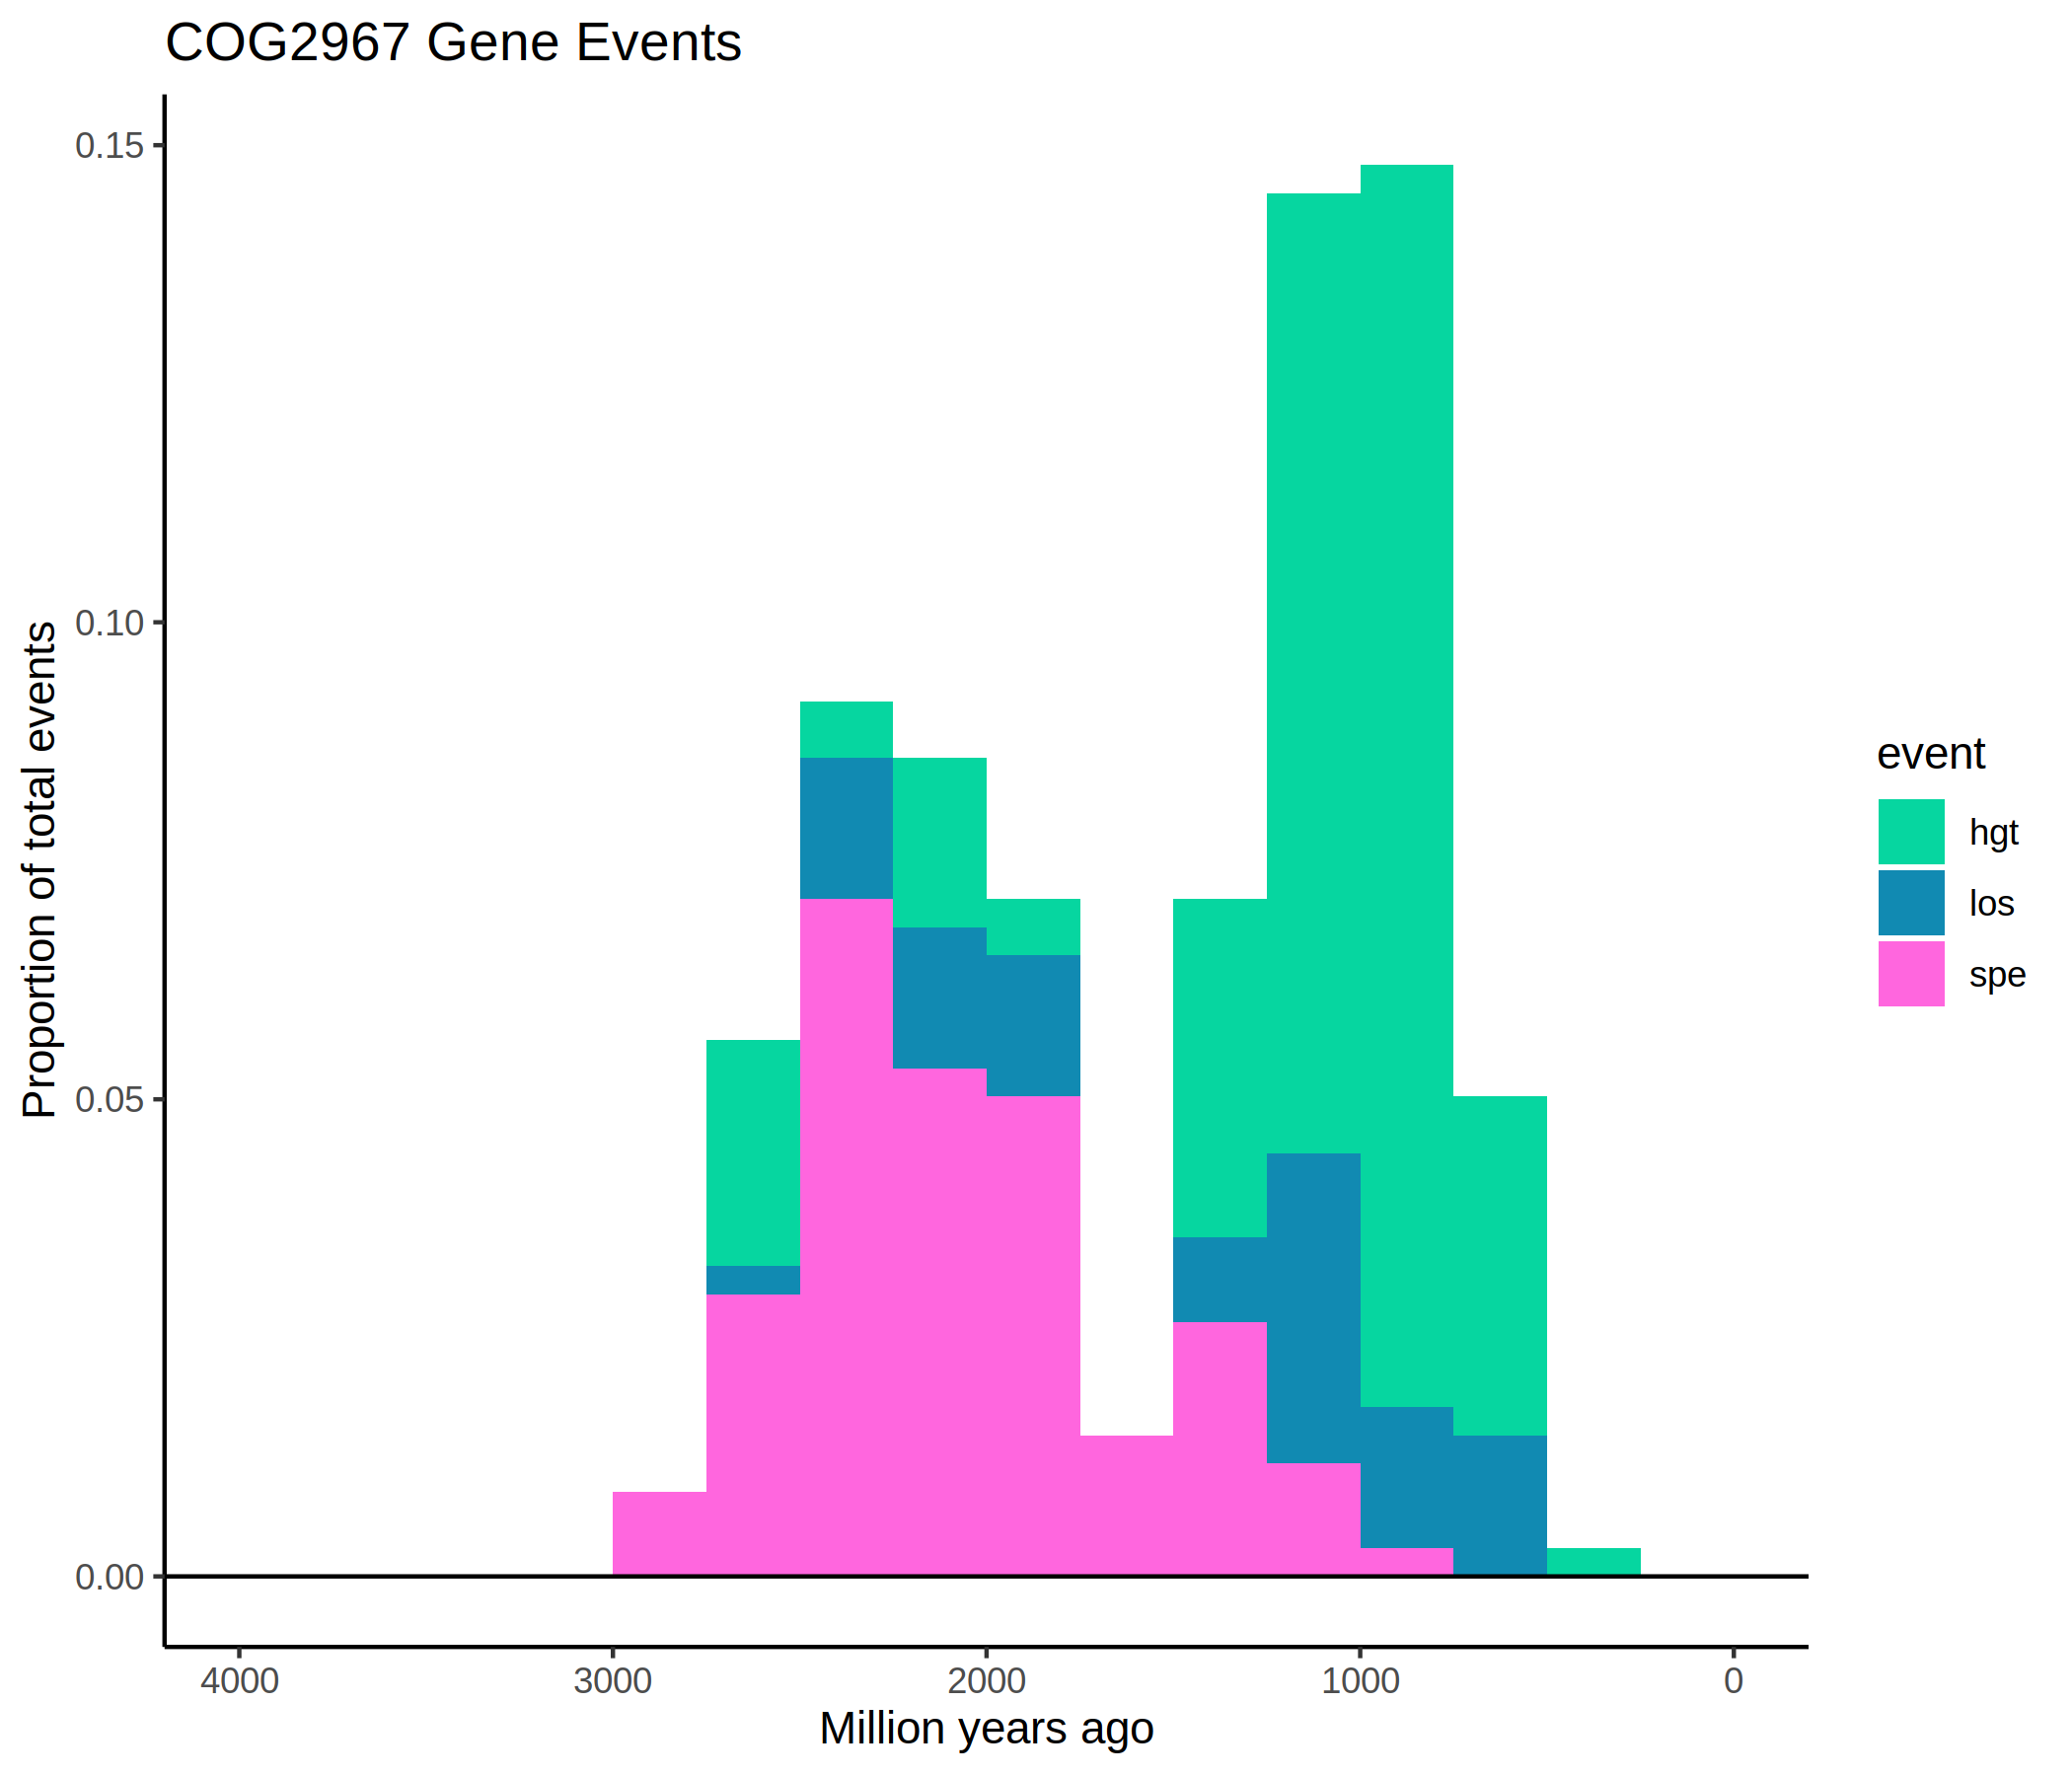 COG2967 Gene Events
Proportion of total events
0.15
0.10
0.05
0.00
4000 3000 2000 1000 0
Million years ago
event
hgt
los
spe